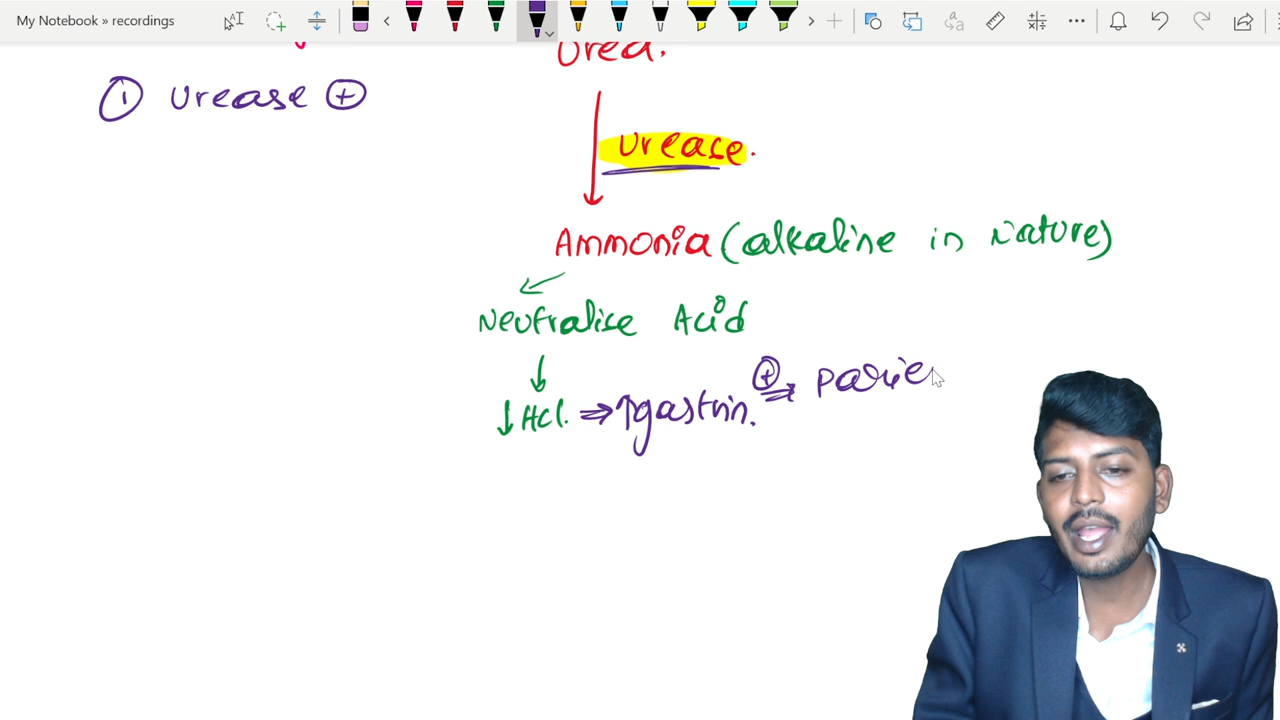 My Notebook » recordings
Urea.
① Urease ⊕
Urease.
Ammonia (alkaline in Nature)
Neutralise Acid
⊕ ⇒ parie
↓ HCl. ⇒ ↑gastrin.